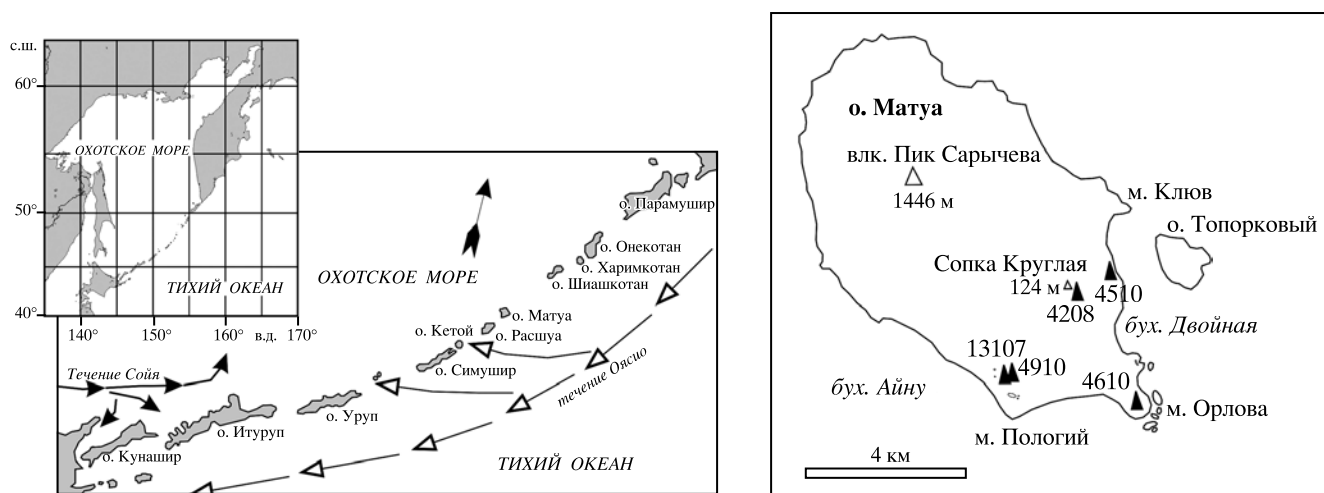 с.ш.
60°
ОХОТСКОЕ МОРЕ
50°
ТИХИЙ ОКЕАН
40°
140°
150°
160°
в.д.
170°
о. Парамушир
о. Онекотан
о. Харимкотан
о. Шиашкотан
ОХОТСКОЕ МОРЕ
о. Матуа
о. Расшуа
о. Кетой
о. Симушир
течение Оясио
Течение Сойя
о. Уруп
о. Итуруп
о. Кунашир
ТИХИЙ ОКЕАН
о. Матуа
влк. Пик Сарычева
1446 м
м. Клюв
о. Топорковый
Сопка Круглая
124 м
4208
4510
бух. Двойная
13107
4910
бух. Айну
4610
м. Орлова
м. Пологий
4 км